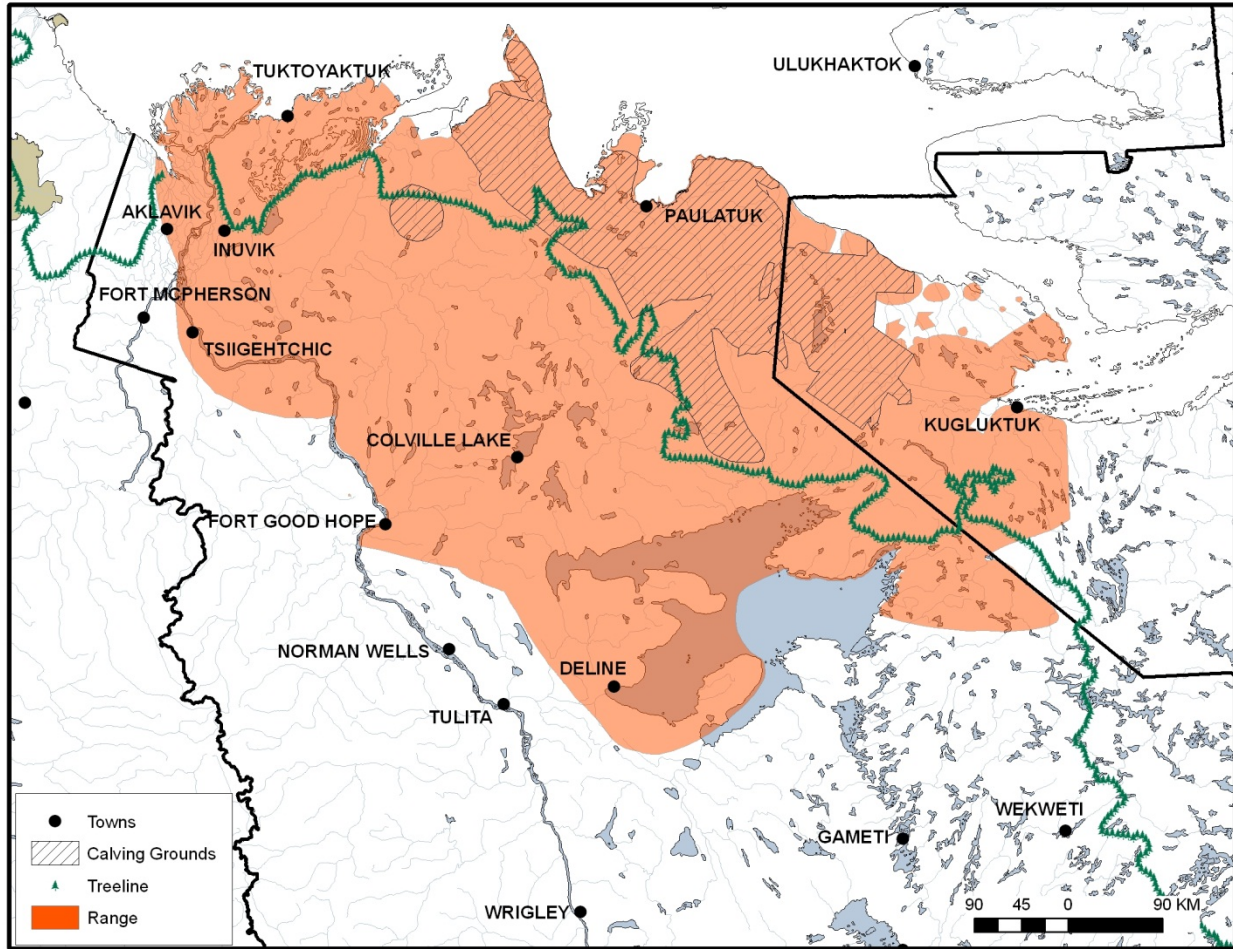 ULUKHAKTOK
TUKTOYAKTUK
PAULATUK
AKLAVIK
INUVIK
FORT MCPHERSON
TSIIGEHTCHIC
KUGLUKTUK
COLVILLE LAKE
FORT GOOD HOPE
NORMAN WELLS
DELINE
TULITA
WEKWETI
GAMETI
WRIGLEY
Towns
Calving Grounds
Treeline
Range
90 45 0 90 KM